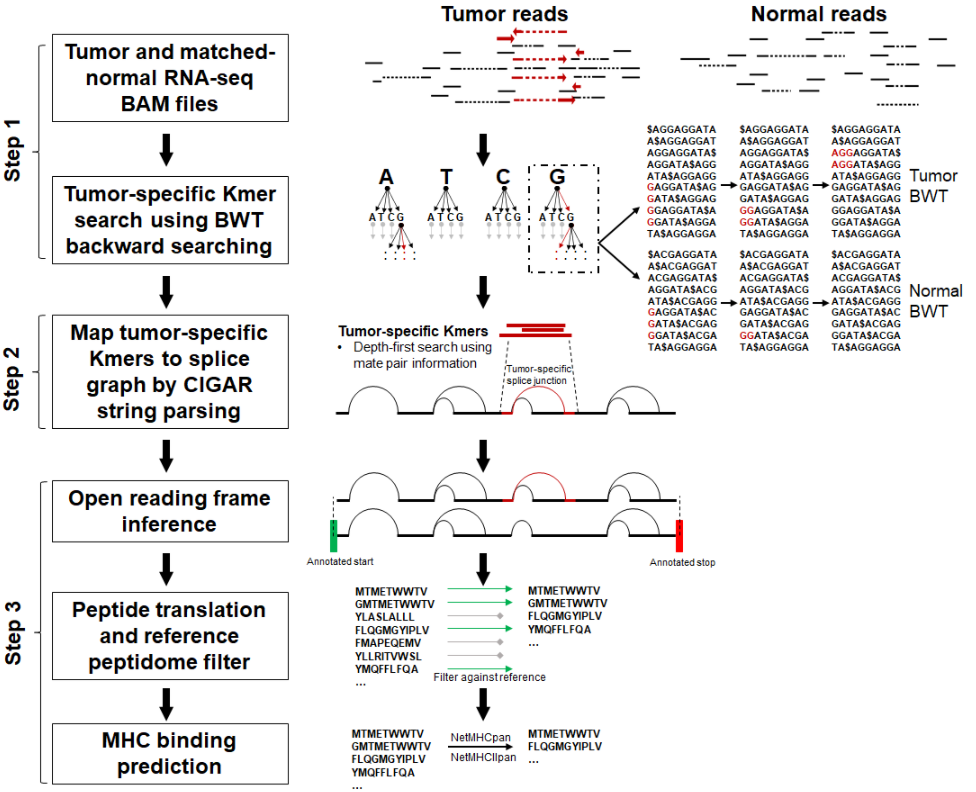 Tumor reads
Normal reads
Step 1
Tumor and matched-
normal RNA-seq
BAM files
Tumor-specific Kmer
search using BWT
backward searching
A T C G
ATCG ATCG ATCG ATCG
$AGGAGGATA $AGGAGGATA $AGGAGGATA
A$AGGAGGAT A$AGGAGGAT A$AGGAGGAT
AGGAGGATA$ AGGAGGATA$ AGGAGGATA$
AGGATA$AGG AGGATA$AGG AGGATA$AGG
ATA$AGGAGG ATA$AGGAGG ATA$AGGAGG
GAGGATA$AG GAGGATA$AG GAGGATA$AG
GATA$AGGAG GATA$AGGAG GATA$AGGAG
GGAGGATA$A GGAGGATA$A GGAGGATA$A
GGATA$AGGA GGATA$AGGA GGATA$AGGA
TA$AGGAGGA TA$AGGAGGA TA$AGGAGGA
Tumor
BWT
$ACGAGGATA $ACGAGGATA $ACGAGGATA
A$ACGAGGAT A$ACGAGGAT A$ACGAGGAT
ACGAGGATA$ ACGAGGATA$ ACGAGGATA$
AGGATA$ACG AGGATA$ACG AGGATA$ACG
ATA$ACGAGG ATA$ACGAGG ATA$ACGAGG
GAGGATA$AC GAGGATA$AC GAGGATA$AC
GATA$ACGAG GATA$ACGAG GATA$ACGAG
GGATA$ACGA GGATA$ACGA GGATA$ACGA
TA$AGGAGGA TA$AGGAGGA TA$AGGAGGA
Normal
BWT
Step 2
Map tumor-specific
Kmers to splice
graph by CIGAR
string parsing
Tumor-specific Kmers
• Depth-first search using
mate pair information
Tumor-specific
splice junction
Step 3
Open reading frame
inference
Annotated start
Annotated stop
Peptide translation
and reference
peptidome filter
MTMETWWTV
GMTMETWWTV
YLASLALLL
FLQGMGYIPLV
FMAPEQEMV
YLLRITVWSL
YMQFFLFQA
...
Filter against reference
MTMETWWTV
GMTMETWWTV
FLQGMGYIPLV
YMQFFLFQA
...
MHC binding
prediction
MTMETWWTV
GMTMETWWTV
FLQGMGYIPLV
YMQFFLFQA
...
NetMHCpan
NetMHCIIpan
MTMETWWTV
FLQGMGYIPLV
...